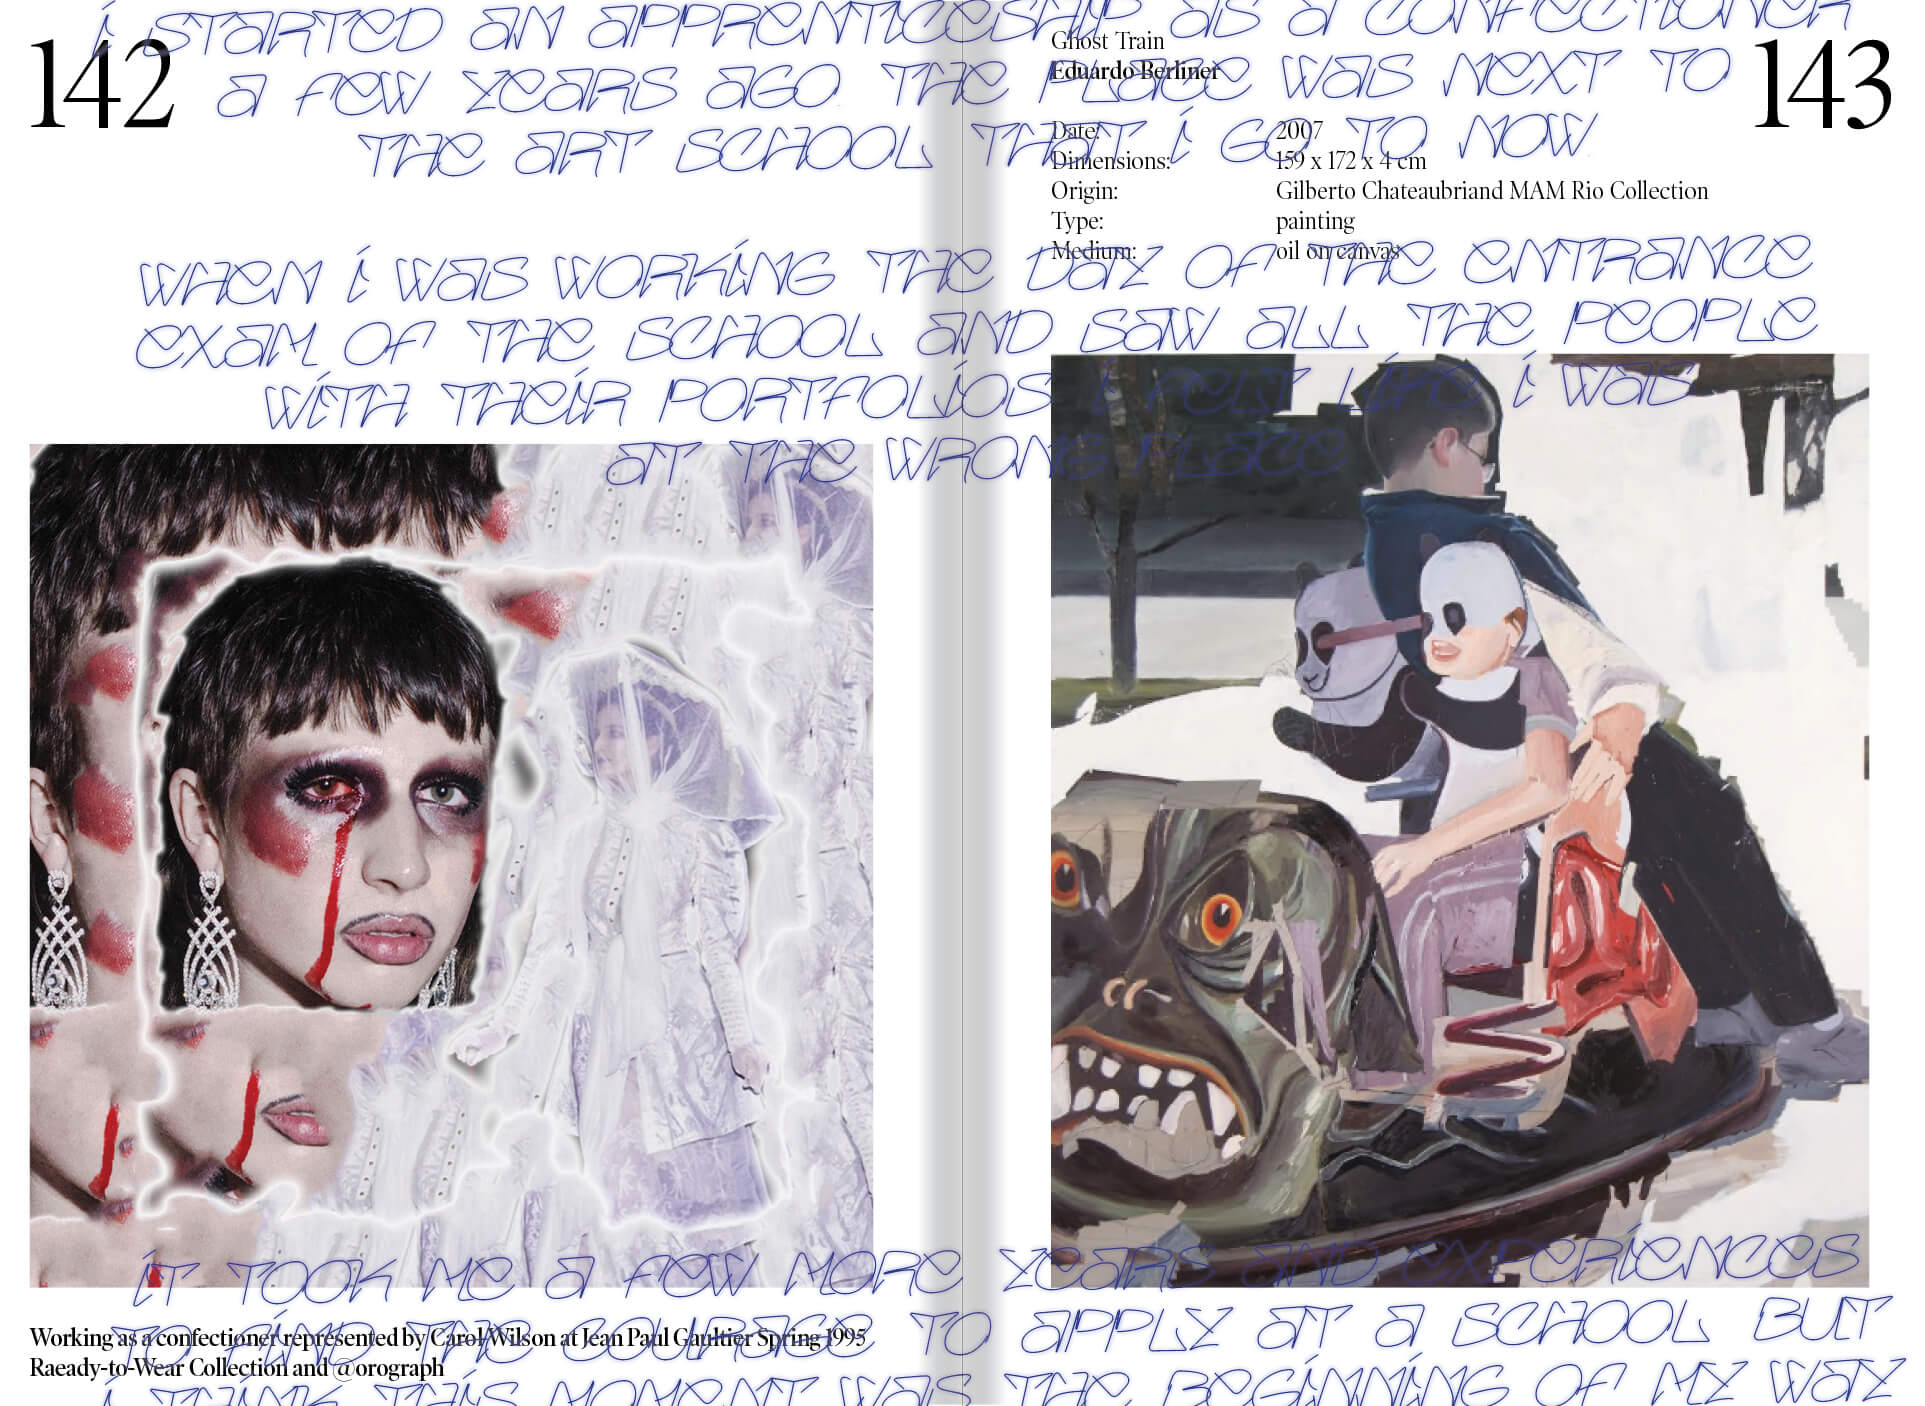 I STARTED AN APPRENTICESHIP AS A CONFECTIONER
A FEW YEARS AGO. THE PLACE WAS NEXT TO
THE ART SCHOOL THAT I GO TO NOW.
WHEN I WAS WORKING THE DAY OF THE ENTRANCE
EXAM OF THE SCHOOL AND SAW ALL THE PEOPLE
WITH THEIR PORTFOLIOS I FELT LIKE I WAS
AT THE WRONG PLACE
142
143
Ghost Train
Eduardo Berliner
Date: 2007
Dimensions: 159 x 172 x 4 cm
Origin: Gilberto Chateaubriand MAM Rio Collection
Type: painting
Medium: oil on canvas
IT TOOK ME A FEW MORE YEARS AND EXPERIENCES
TO FIND THE COURAGE TO APPLY AT A SCHOOL BUT
I THINK THIS MOMENT WAS THE BEGINNING OF MY WAY
Working as a confectioner represented by Carol Wilson at Jean Paul Gaultier Spring 1995
Raeady-to-Wear Collection and @orograph